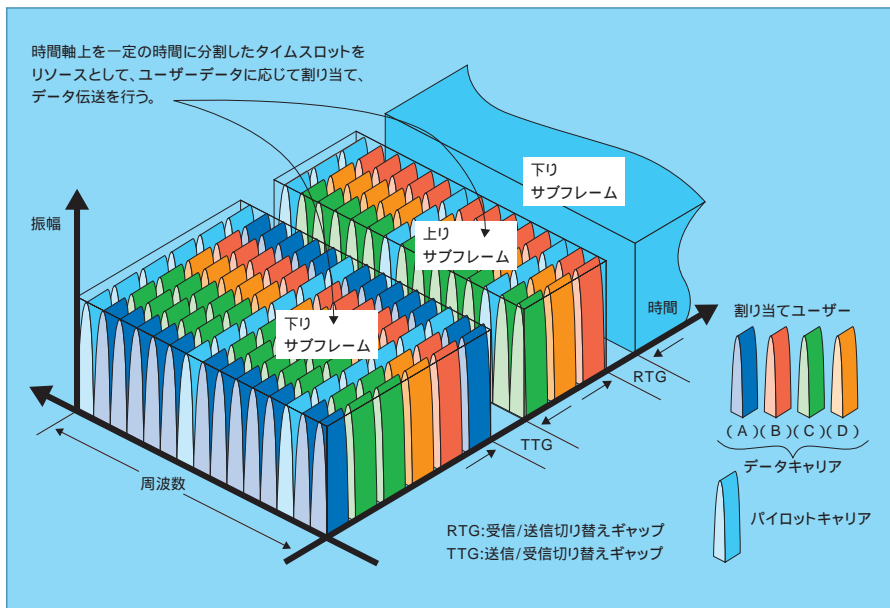 時間軸上を一定の時間に分割したタイムスロットを
リソースとして、ユーザーデータに応じて割り当て、
データ伝送を行う。
下り
サブフレーム
振幅
上り
サブフレーム
下り
サブフレーム
時間
割り当てユーザー
RTG
(A)(B)(C)(D)
TTG
データキャリア
周波数
パイロットキャリア
RTG:受信/送信切り替えギャップ
TTG:送信/受信切り替えギャップ